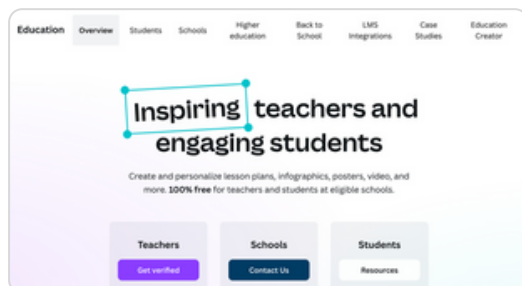 Education Overview Students Schools Higher education Back to School LMS Integrations Case Studies Education Creator
Inspiring teachers and
engaging students
Create and personalize lesson plans, infographics, posters, video, and
more. 100% free for teachers and students at eligible schools.
Teachers Schools Students
Get verified Contact Us Resources